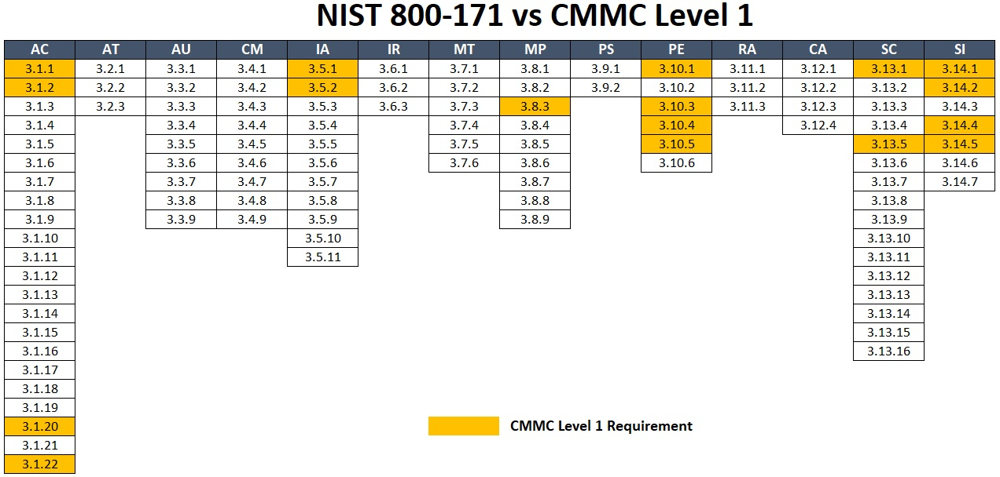 NIST 800-171 vs CMMC Level 1
AC AT AU CM IA IR MT MP PS PE RA CA SC SI
3.1.1 3.2.1 3.3.1 3.4.1 3.5.1 3.6.1 3.7.1 3.8.1 3.9.1 3.10.1 3.11.1 3.12.1 3.13.1 3.14.1
3.1.2 3.2.2 3.3.2 3.4.2 3.5.2 3.6.2 3.7.2 3.8.2 3.9.2 3.10.2 3.11.2 3.12.2 3.13.2 3.14.2
3.1.3 3.2.3 3.3.3 3.4.3 3.5.3 3.6.3 3.7.3 3.8.3 3.10.3 3.11.3 3.12.3 3.13.3 3.14.3
3.1.4 3.3.4 3.4.4 3.5.4 3.7.4 3.8.4 3.10.4 3.12.4 3.13.4 3.14.4
3.1.5 3.3.5 3.4.5 3.5.5 3.7.5 3.8.5 3.10.5 3.13.5 3.14.5
3.1.6 3.3.6 3.4.6 3.5.6 3.7.6 3.8.6 3.10.6 3.13.6 3.14.6
3.1.7 3.3.7 3.4.7 3.5.7 3.8.7 3.13.7 3.14.7
3.1.8 3.3.8 3.4.8 3.5.8 3.8.8 3.13.8
3.1.9 3.3.9 3.4.9 3.5.9 3.8.9 3.13.9
3.1.10 3.5.10 3.13.10
3.1.11 3.5.11 3.13.11
3.1.12 3.13.12
3.1.13 3.13.13
3.1.14 3.13.14
3.1.15 3.13.15
3.1.16 3.13.16
3.1.17
3.1.18
3.1.19
3.1.20 CMMC Level 1 Requirement
3.1.21
3.1.22